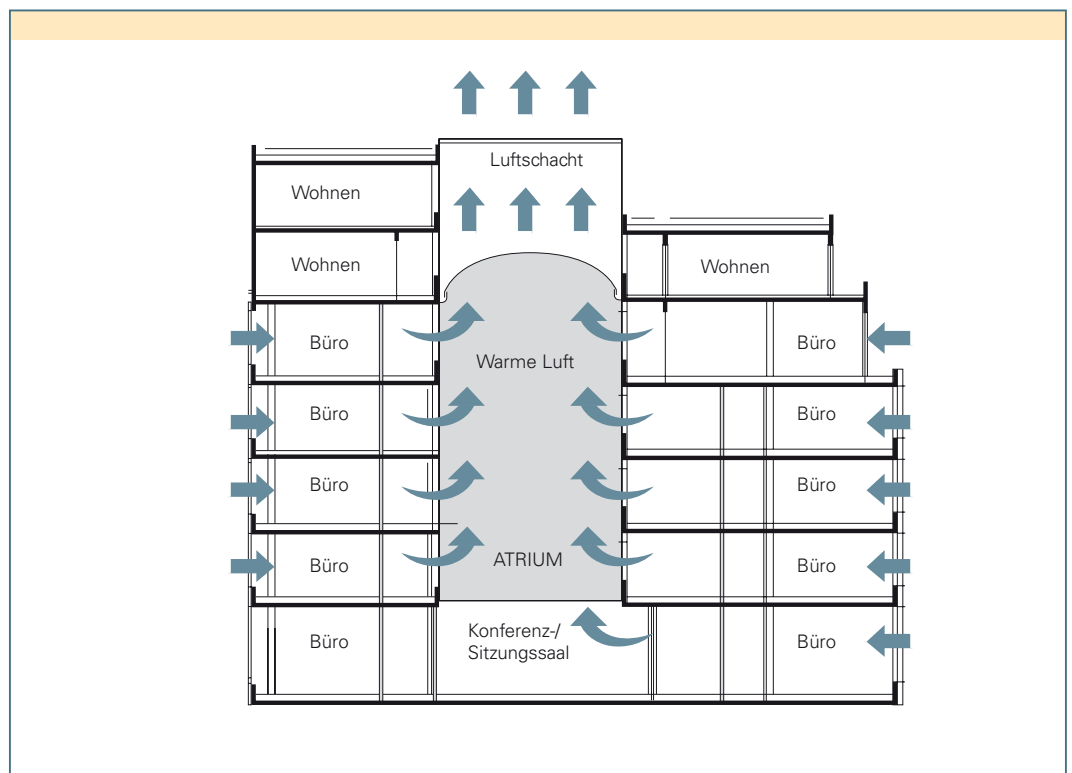 Luftschacht
Wohnen
Wohnen
Wohnen
Büro
Warme Luft
Büro
Büro
Büro
Büro
Büro
Büro
ATRIUM
Büro
Büro
Konferenz-/
Sitzungssaal
Büro